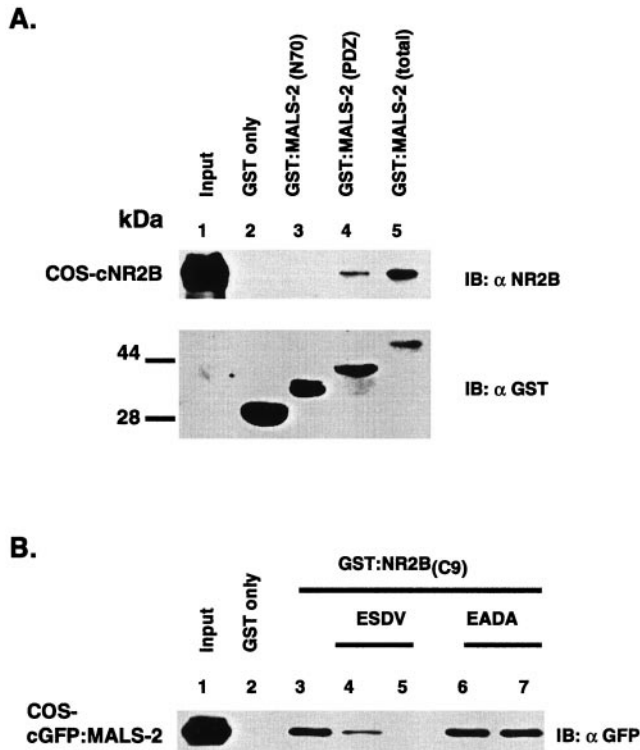 A.
Input
GST only
GST:MALS-2 (N70)
GST:MALS-2 (PDZ)
GST:MALS-2 (total)
kDa
1 2 3 4 5
COS-cNR2B
IB: α NR2B
44
28
IB: α GST
B.
GST:NR2B(C9)
Input
GST only
ESDV EADA
1 2 3 4 5 6 7
COS-
cGFP:MALS-2
IB: α GFP